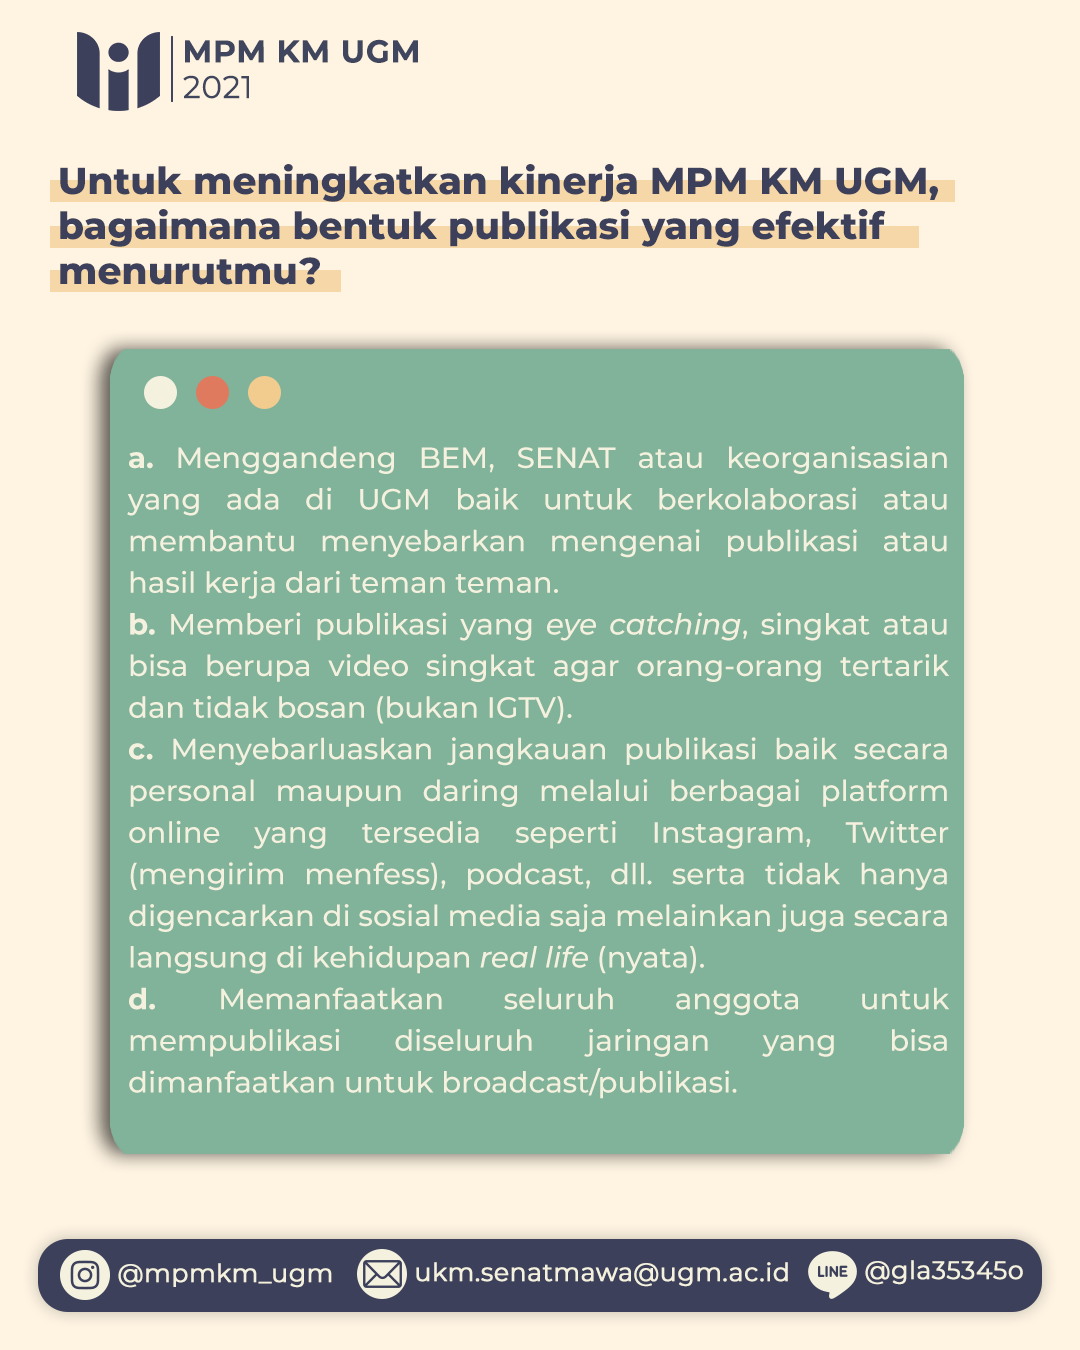 MPM KM UGM
2021
Untuk meningkatkan kinerja MPM KM UGM,
bagaimana bentuk publikasi yang efektif
menurutmu?
a. Menggandeng BEM, SENAT atau keorganisasian
yang ada di UGM baik untuk berkolaborasi atau
membantu menyebarkan mengenai publikasi atau
hasil kerja dari teman teman.
b. Memberi publikasi yang eye catching, singkat atau
bisa berupa video singkat agar orang-orang tertarik
dan tidak bosan (bukan IGTV).
c. Menyebarluaskan jangkauan publikasi baik secara
personal maupun daring melalui berbagai platform
online yang tersedia seperti Instagram, Twitter
(mengirim menfess), podcast, dll. serta tidak hanya
digencarkan di sosial media saja melainkan juga secara
langsung di kehidupan real life (nyata).
d. Memanfaatkan seluruh anggota untuk
mempublikasi diseluruh jaringan yang bisa
dimanfaatkan untuk broadcast/publikasi.
@mpmkm_ugm
ukm.senatmawa@ugm.ac.id
LINE
@gla3534​5o